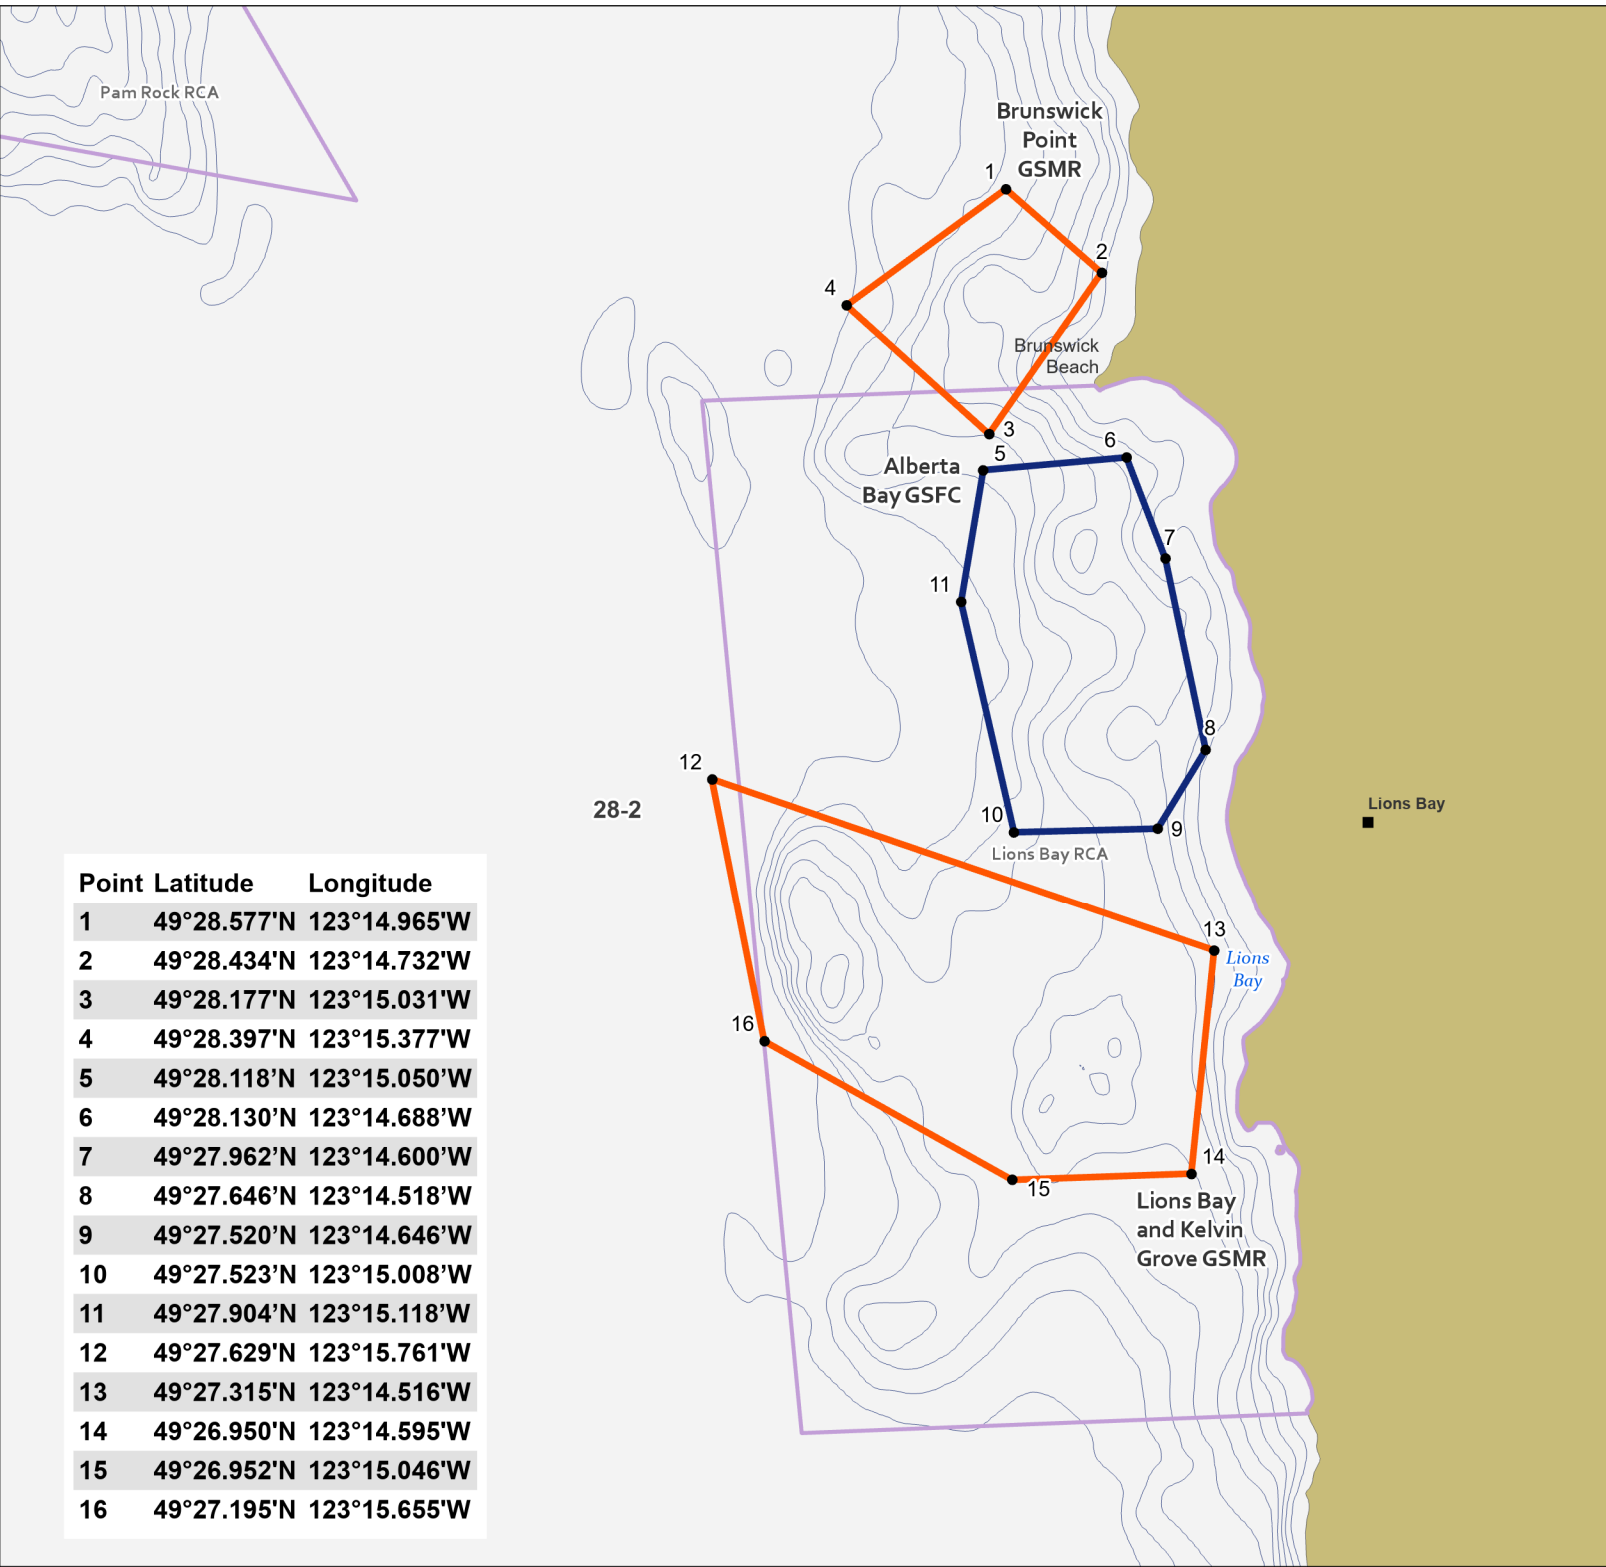 Pam Rock RCA
Brunswick
Point
GSMR
1
2
4
Brunswick
Beach
3
5
6
Alberta
Bay GSFC
7
11
8
12
28-2
10
9
Lions Bay
Lions Bay RCA
13
Lions
Bay
16
14
15
Lions Bay
and Kelvin
Grove GSMR
Point Latitude Longitude
1 49°28.577'N 123°14.965'W
2 49°28.434'N 123°14.732'W
3 49°28.177'N 123°15.031'W
4 49°28.397'N 123°15.377'W
5 49°28.118’N 123°15.050’W
6 49°28.130’N 123°14.688’W
7 49°27.962’N 123°14.600’W
8 49°27.646’N 123°14.518’W
9 49°27.520’N 123°14.646’W
10 49°27.523’N 123°15.008’W
11 49°27.904’N 123°15.118’W
12 49°27.629'N 123°15.761'W
13 49°27.315'N 123°14.516'W
14 49°26.950'N 123°14.595'W
15 49°26.952'N 123°15.046'W
16 49°27.195'N 123°15.655'W